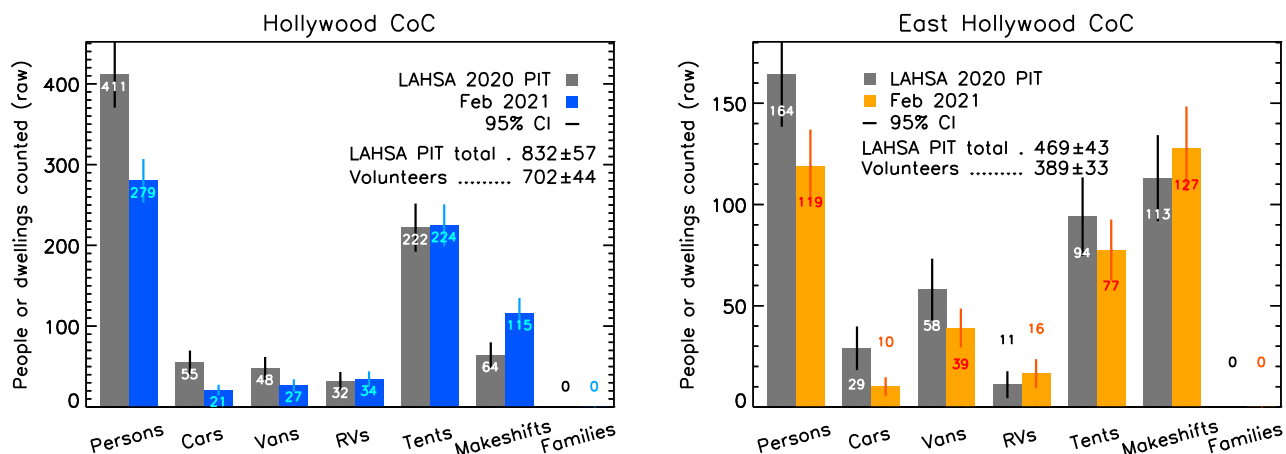 Hollywood CoC
People or dwellings counted (raw)
400
300
200
100
0
LAHSA 2020 PIT
Feb 2021
95% CI
LAHSA PIT total . 832±57
Volunteers ......... 702±44
411
279
55
21
48
27
32
34
222
224
64
115
0
0
Persons
Cars
Vans
RVs
Tents
Makeshifts
Families
East Hollywood CoC
People or dwellings counted (raw)
150
100
50
0
LAHSA 2020 PIT
Feb 2021
95% CI
LAHSA PIT total . 469±43
Volunteers ......... 389±33
164
119
29
10
58
39
11
16
94
77
113
127
0
0
Persons
Cars
Vans
RVs
Tents
Makeshifts
Families